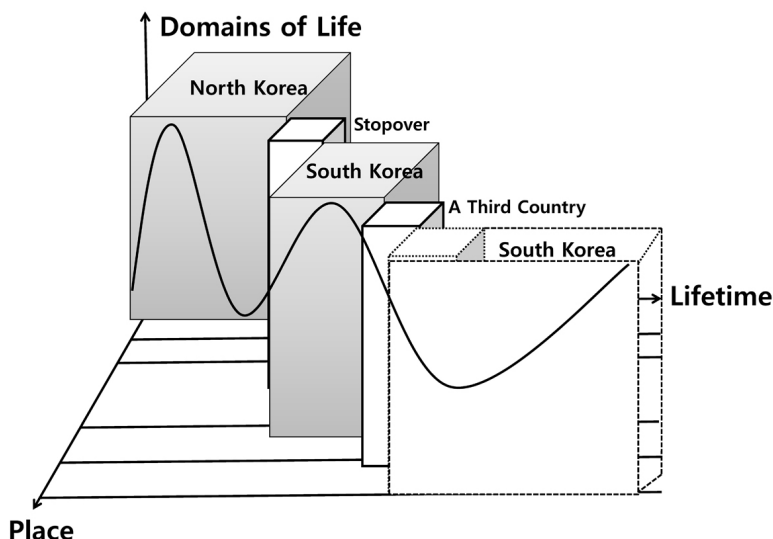 Domains of Life
North Korea
Stopover
South Korea
A Third Country
South Korea
Lifetime
Place